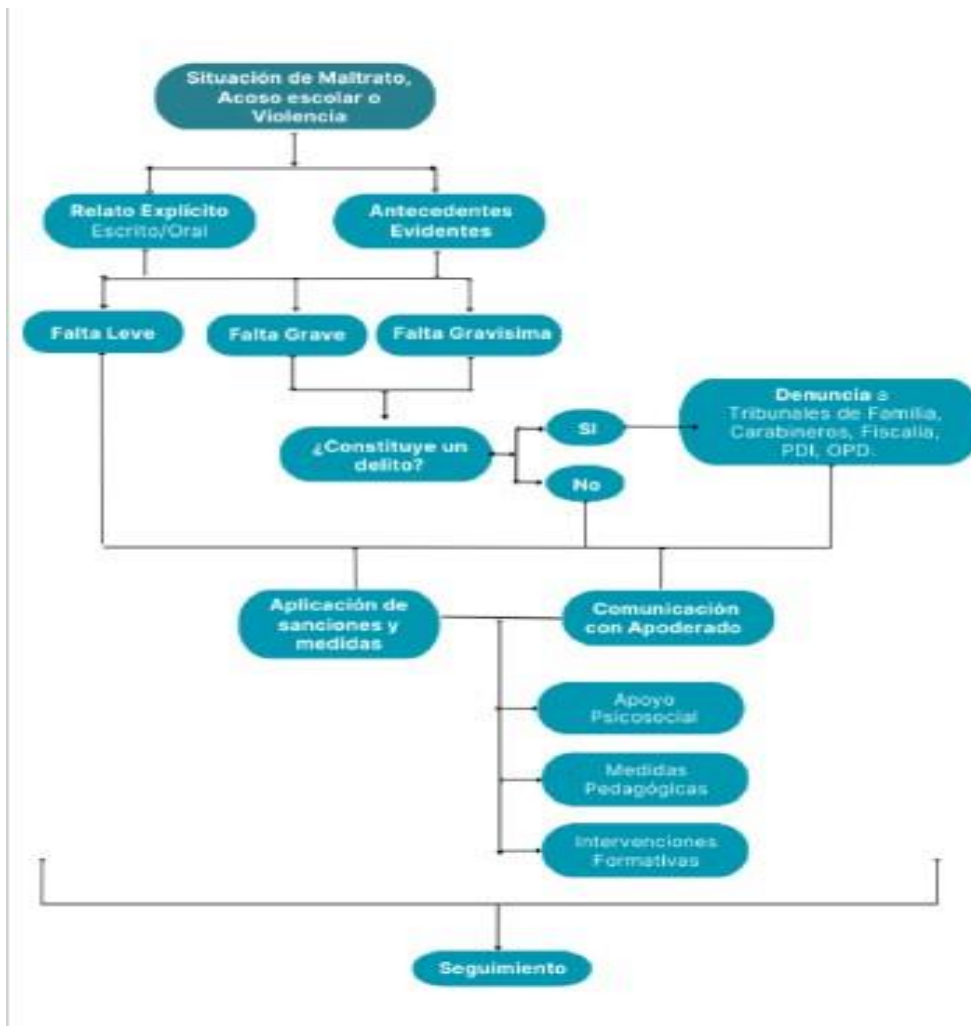 Situación de Maltrato,
Acoso escolar o
Violencia
Relato Explícito
Escrito/Oral
Antecedentes
Evidentes
Falta Leve
Falta Grave
Falta Gravísima
¿Constituye un
delito?
SI
No
Denuncia a
Tribunales de Familia,
Carabineros, Fiscalía,
PDI, OPD.
Aplicación de
sanciones y
medidas
Comunicación
con Apoderado
Apoyo
Psicosocial
Medidas
Pedagógicas
Intervenciones
Formativas
Seguimiento